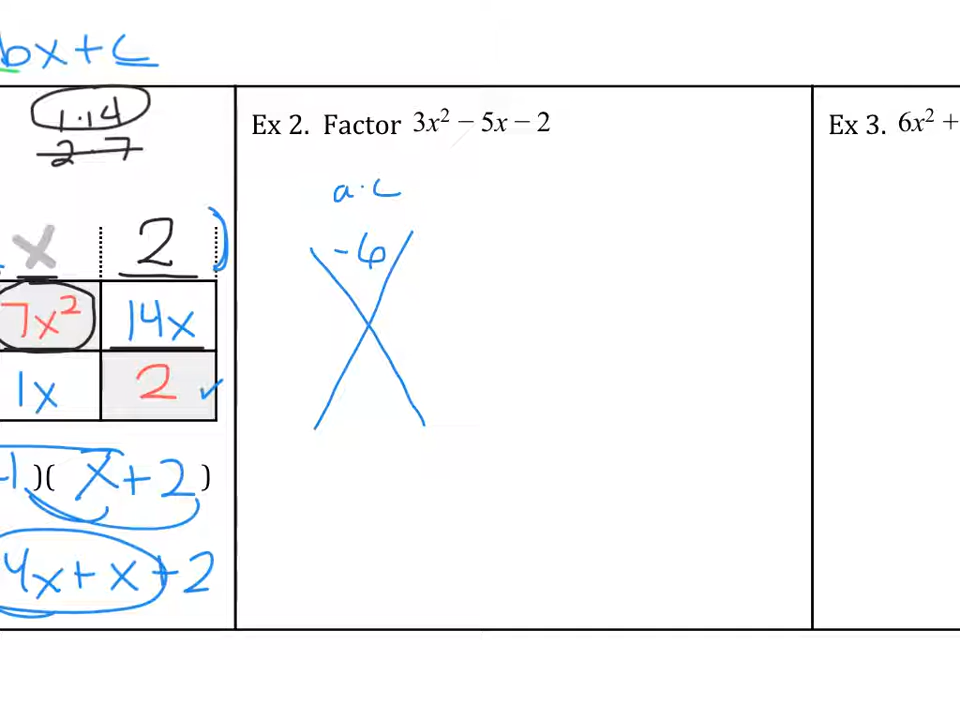 bx + c
1 · 14
2 · 7
x 2 )
7x² 14x
1x 2 ✓
)( x + 2 )
4x + x + 2
Ex 2. Factor 3x² − 5x − 2
a · c
-6
Ex 3. 6x² +